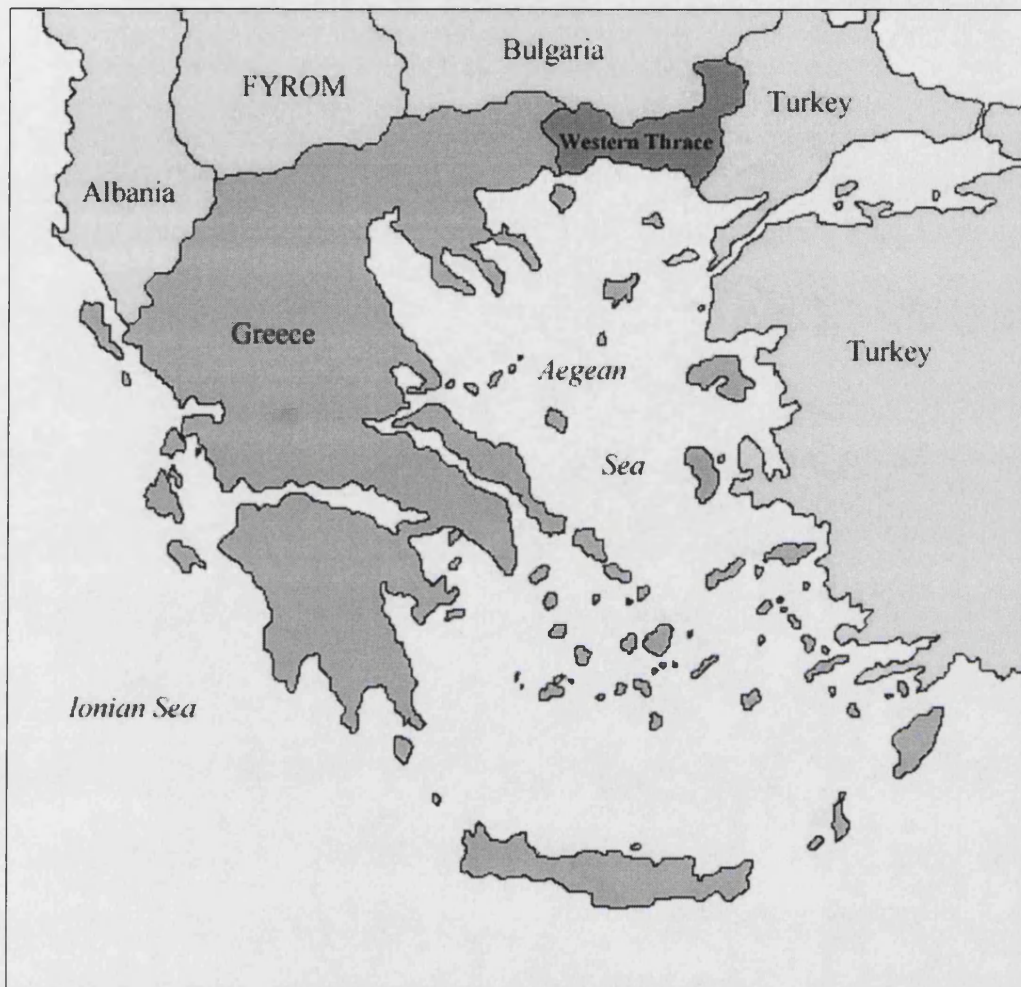 Bulgaria
FYROM
Turkey
Western Thrace
Albania
Greece
Aegean
Turkey
Sea
Ionian Sea